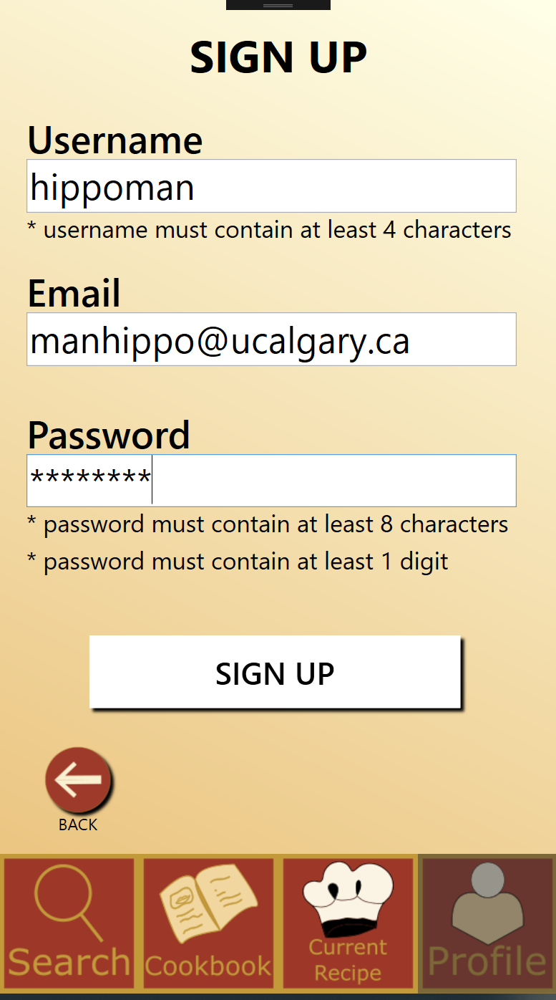 SIGN UP
Username
hippoman
* username must contain at least 4 characters
Email
manhippo@ucalgary.ca
Password
********
* password must contain at least 8 characters
* password must contain at least 1 digit
SIGN UP
BACK
Search
Cookbook
Current
Recipe
Profile